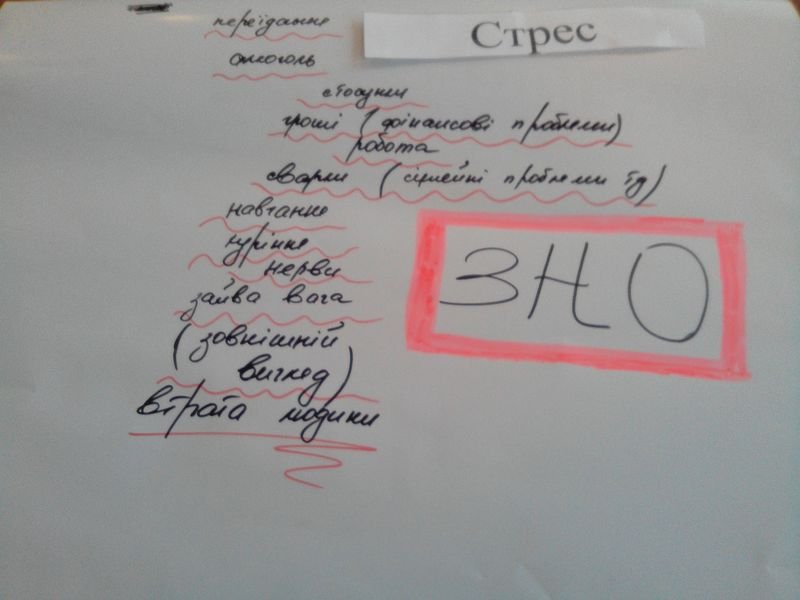 Стрес
переїдання
алкоголь
стосунки
гроші (фінансові проблеми)
робота
сварки (сімейні проблеми тд)
навчання
куріння
нерви
зайва вага
(зовнішній
вигляд)
втрата людини
ЗНО